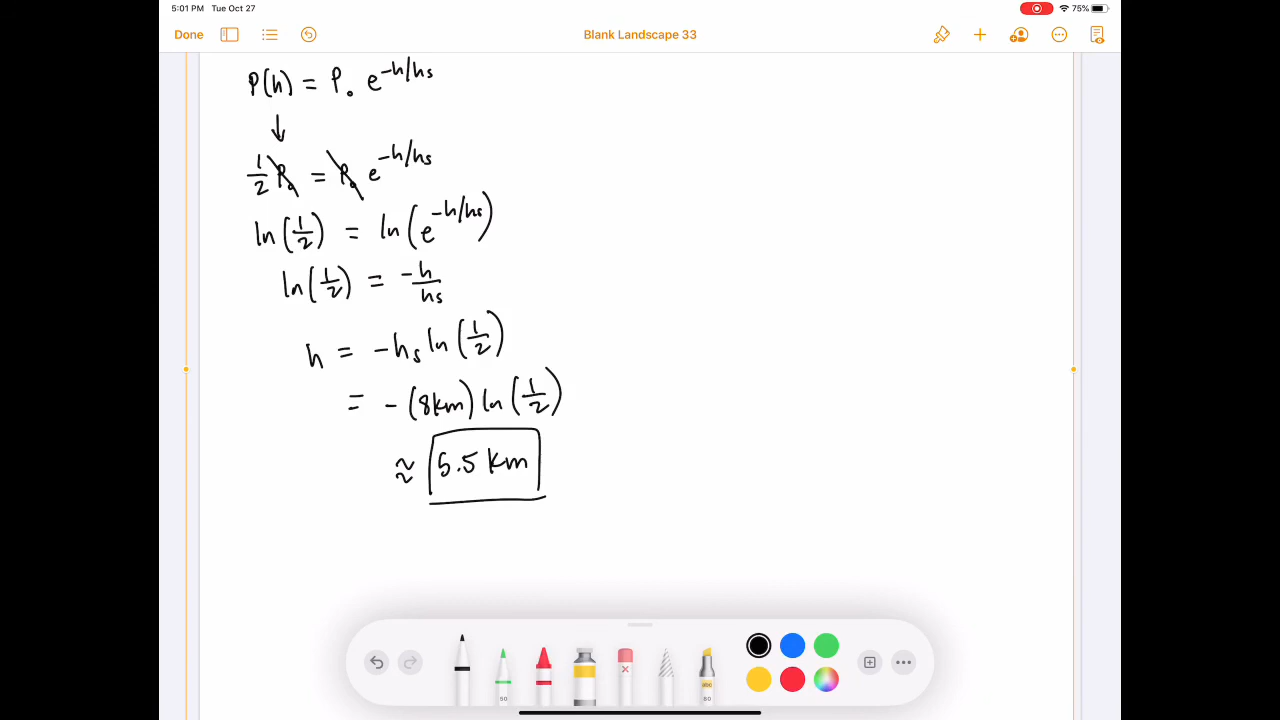 5:01 PM Tue Oct 27
75%
Done
Blank Landscape 33
P(h) = P₀ e^(-h/hs)
↓
1/2 P₀ = P₀ e^(-h/hs)
ln(1/2) = ln(e^(-h/hs))
ln(1/2) = -h/hs
h = -hs ln(1/2)
= -(8km) ln(1/2)
≈ 5.5 km
50
50